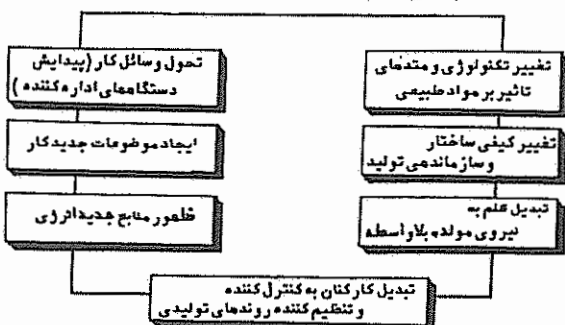 تغییر تکنولوژی و متدهای
تاثیر بر مواد طبیعی
تغییر کیفی ساختار
و سازماندهی تولید
تبدیل علم به
نیروی مولده بلاواسطه
تحول وسائل کار (پیدایش
دستگاههای اداره کننده)
ایجاد موضوعات جدید کار
ظهور منابع جدید انرژی
تبدیل کارکنان به کنترل کننده
و تنظیم کننده روندهای تولیدی